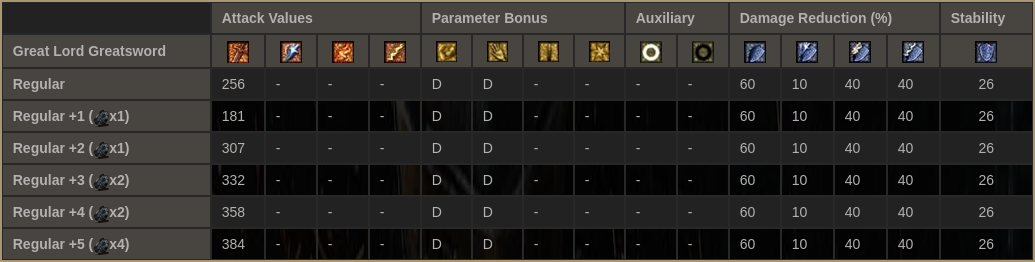 Attack Values Parameter Bonus Auxiliary Damage Reduction (%) Stability
Great Lord Greatsword
Regular 256 - - - D D - - - - 60 10 40 40 26
Regular +1 (x1) 181 - - - D D - - - - 60 10 40 40 26
Regular +2 (x1) 307 - - - D D - - - - 60 10 40 40 26
Regular +3 (x2) 332 - - - D D - - - - 60 10 40 40 26
Regular +4 (x2) 358 - - - D D - - - - 60 10 40 40 26
Regular +5 (x4) 384 - - - D D - - - - 60 10 40 40 26